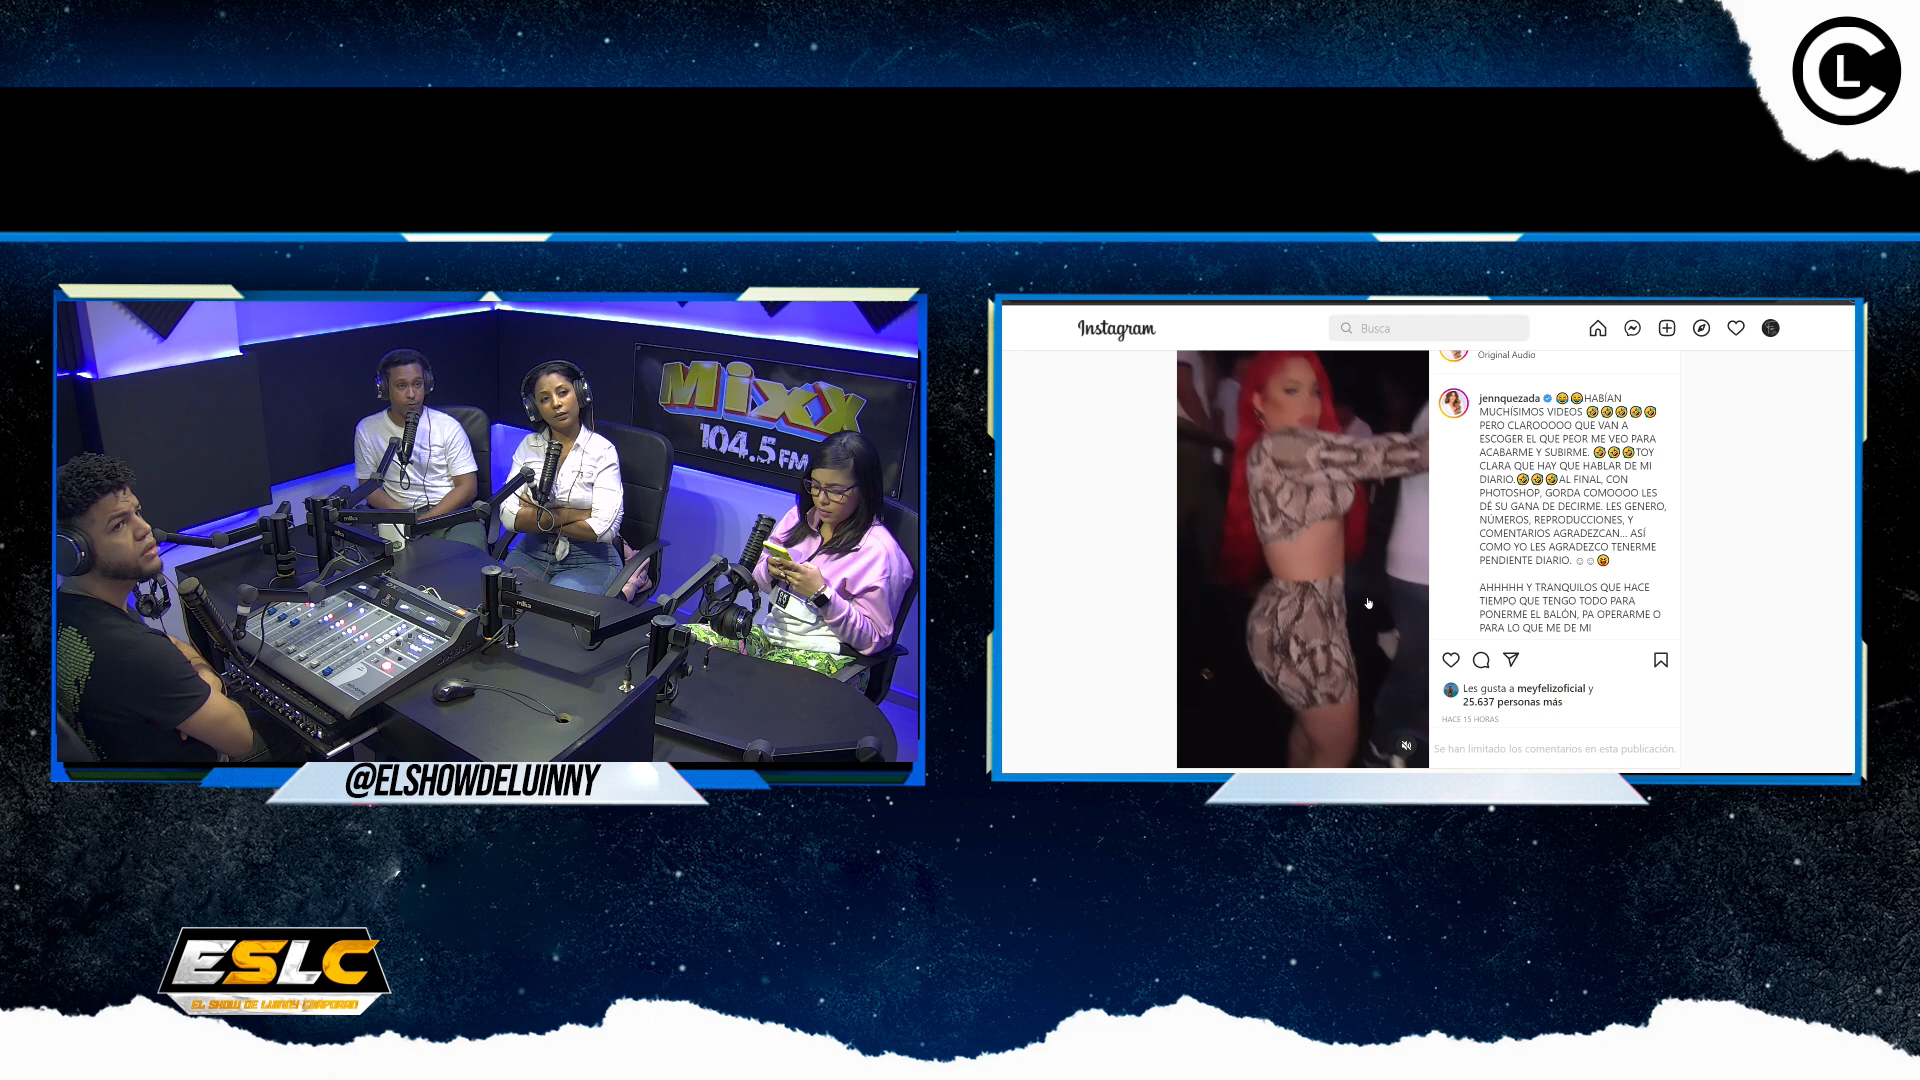 CL
Mixx
104.5 FM
@ELSHOWDELUINNY
ESLC
EL SHOW DE LUINNY CORPORAN
Instagram
Busca
Original Audio
jennquezada 😂😂HABÍAN
MUCHÍSIMOS VIDEOS 🤣🤣🤣🤣🤣
PERO CLAROOOOO QUE VAN A
ESCOGER EL QUE PEOR ME VEO PARA
ACABARME Y SUBIRME. 🤣🤣🤣TOY
CLARA QUE HAY QUE HABLAR DE MI
DIARIO.🤣🤣🤣AL FINAL, CON
PHOTOSHOP, GORDA COMOOOO LES
DÉ SU GANA DE DECIRME. LES GENERO,
NÚMEROS, REPRODUCCIONES, Y
COMENTARIOS AGRADEZCAN... ASÍ
COMO YO LES AGRADEZCO TENERME
PENDIENTE DIARIO. ☺☺😝
AHHHHH Y TRANQUILOS QUE HACE
TIEMPO QUE TENGO TODO PARA
PONERME EL BALÓN, PA OPERARME O
PARA LO QUE ME DE MI
Les gusta a meyfelizoficial y
25.637 personas más
HACE 15 HORAS
Se han limitado los comentarios en esta publicación.